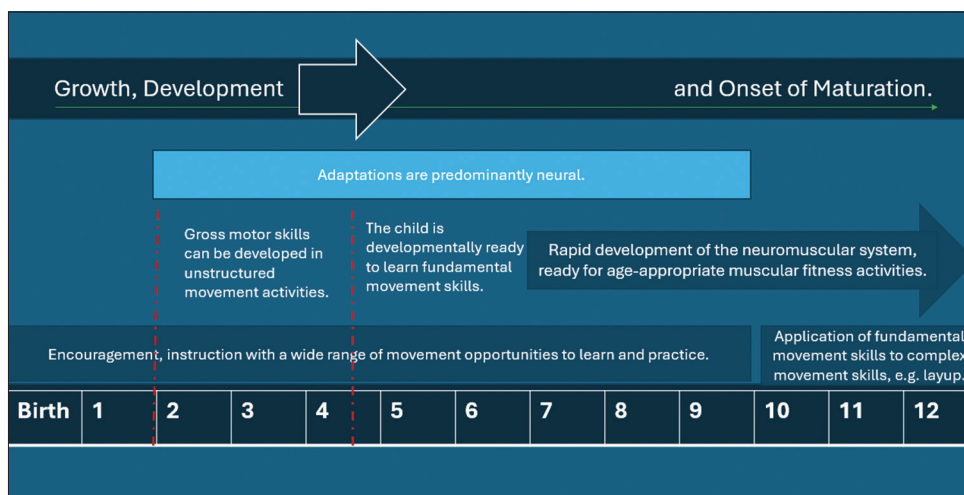 Growth, Development
and Onset of Maturation.
Adaptations are predominantly neural.
Gross motor skills
can be developed in
unstructured
movement activities.
The child is
developmentally ready
to learn fundamental
movement skills.
Rapid development of the neuromuscular system,
ready for age-appropriate muscular fitness activities.
Encouragement, instruction with a wide range of movement opportunities to learn and practice.
Application of fundamental
movement skills to complex
movement skills, e.g. layup.
Birth 1 2 3 4 5 6 7 8 9 10 11 12